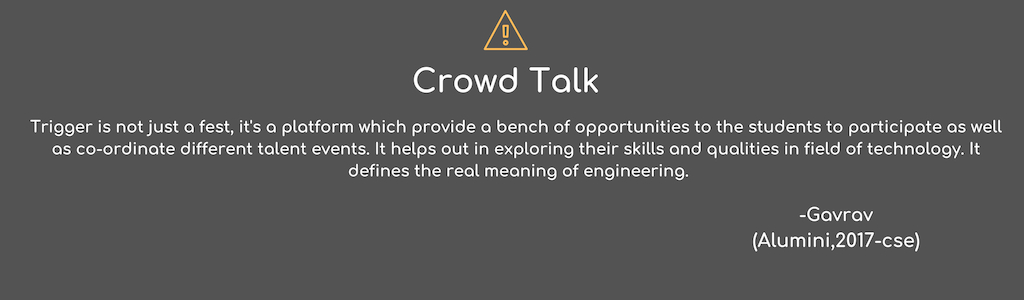 Crowd Talk
Trigger is not just a fest, it's a platform which provide a bench of opportunities to the students to participate as well
as co-ordinate different talent events. It helps out in exploring their skills and qualities in field of technology. It
defines the real meaning of engineering.
-Gavrav
(Alumini,2017-cse)